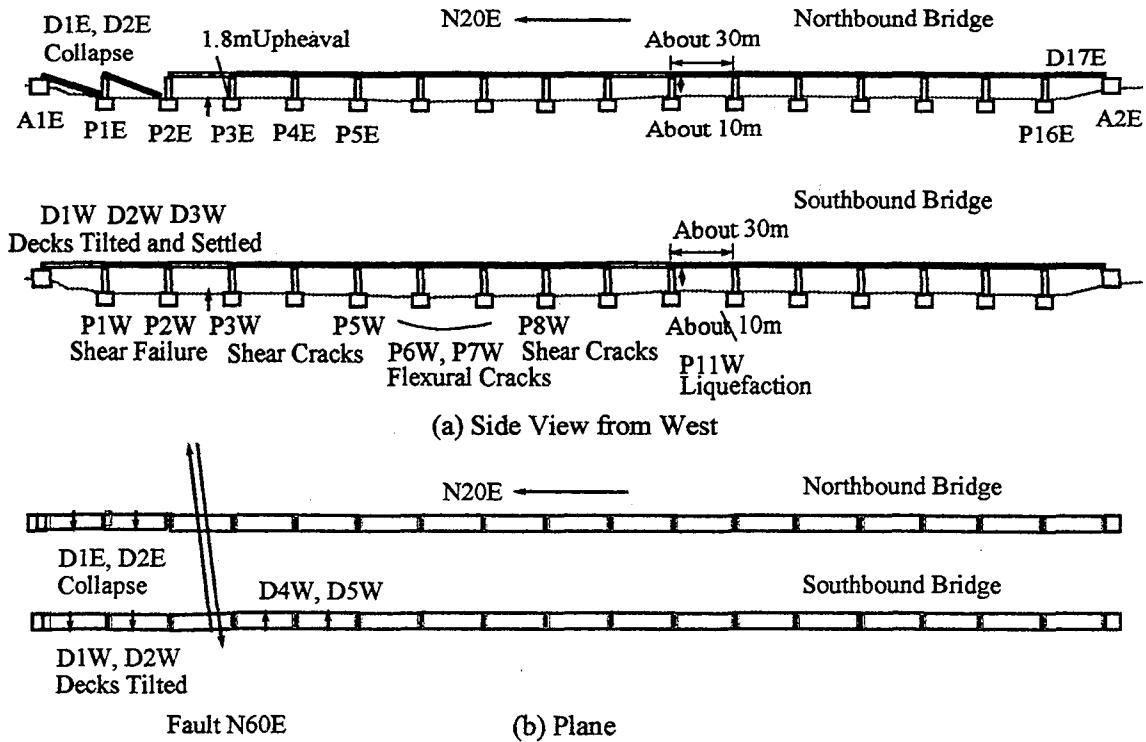 N20E
Northbound Bridge
D1E, D2E
Collapse
1.8mUpheaval
About 30m
D17E
A1E
P1E
P2E
P3E
P4E
P5E
About 10m
P16E
A2E
Southbound Bridge
D1W D2W D3W
Decks Tilted and Settled
About 30m
P1W P2W P3W
P5W
P8W
About 10m
Shear Failure
Shear Cracks
P6W, P7W
Flexural Cracks
Shear Cracks
P11W
Liquefaction
(a) Side View from West
N20E
Northbound Bridge
D1E, D2E
Collapse
D4W, D5W
Southbound Bridge
D1W, D2W
Decks Tilted
Fault N60E
(b) Plane